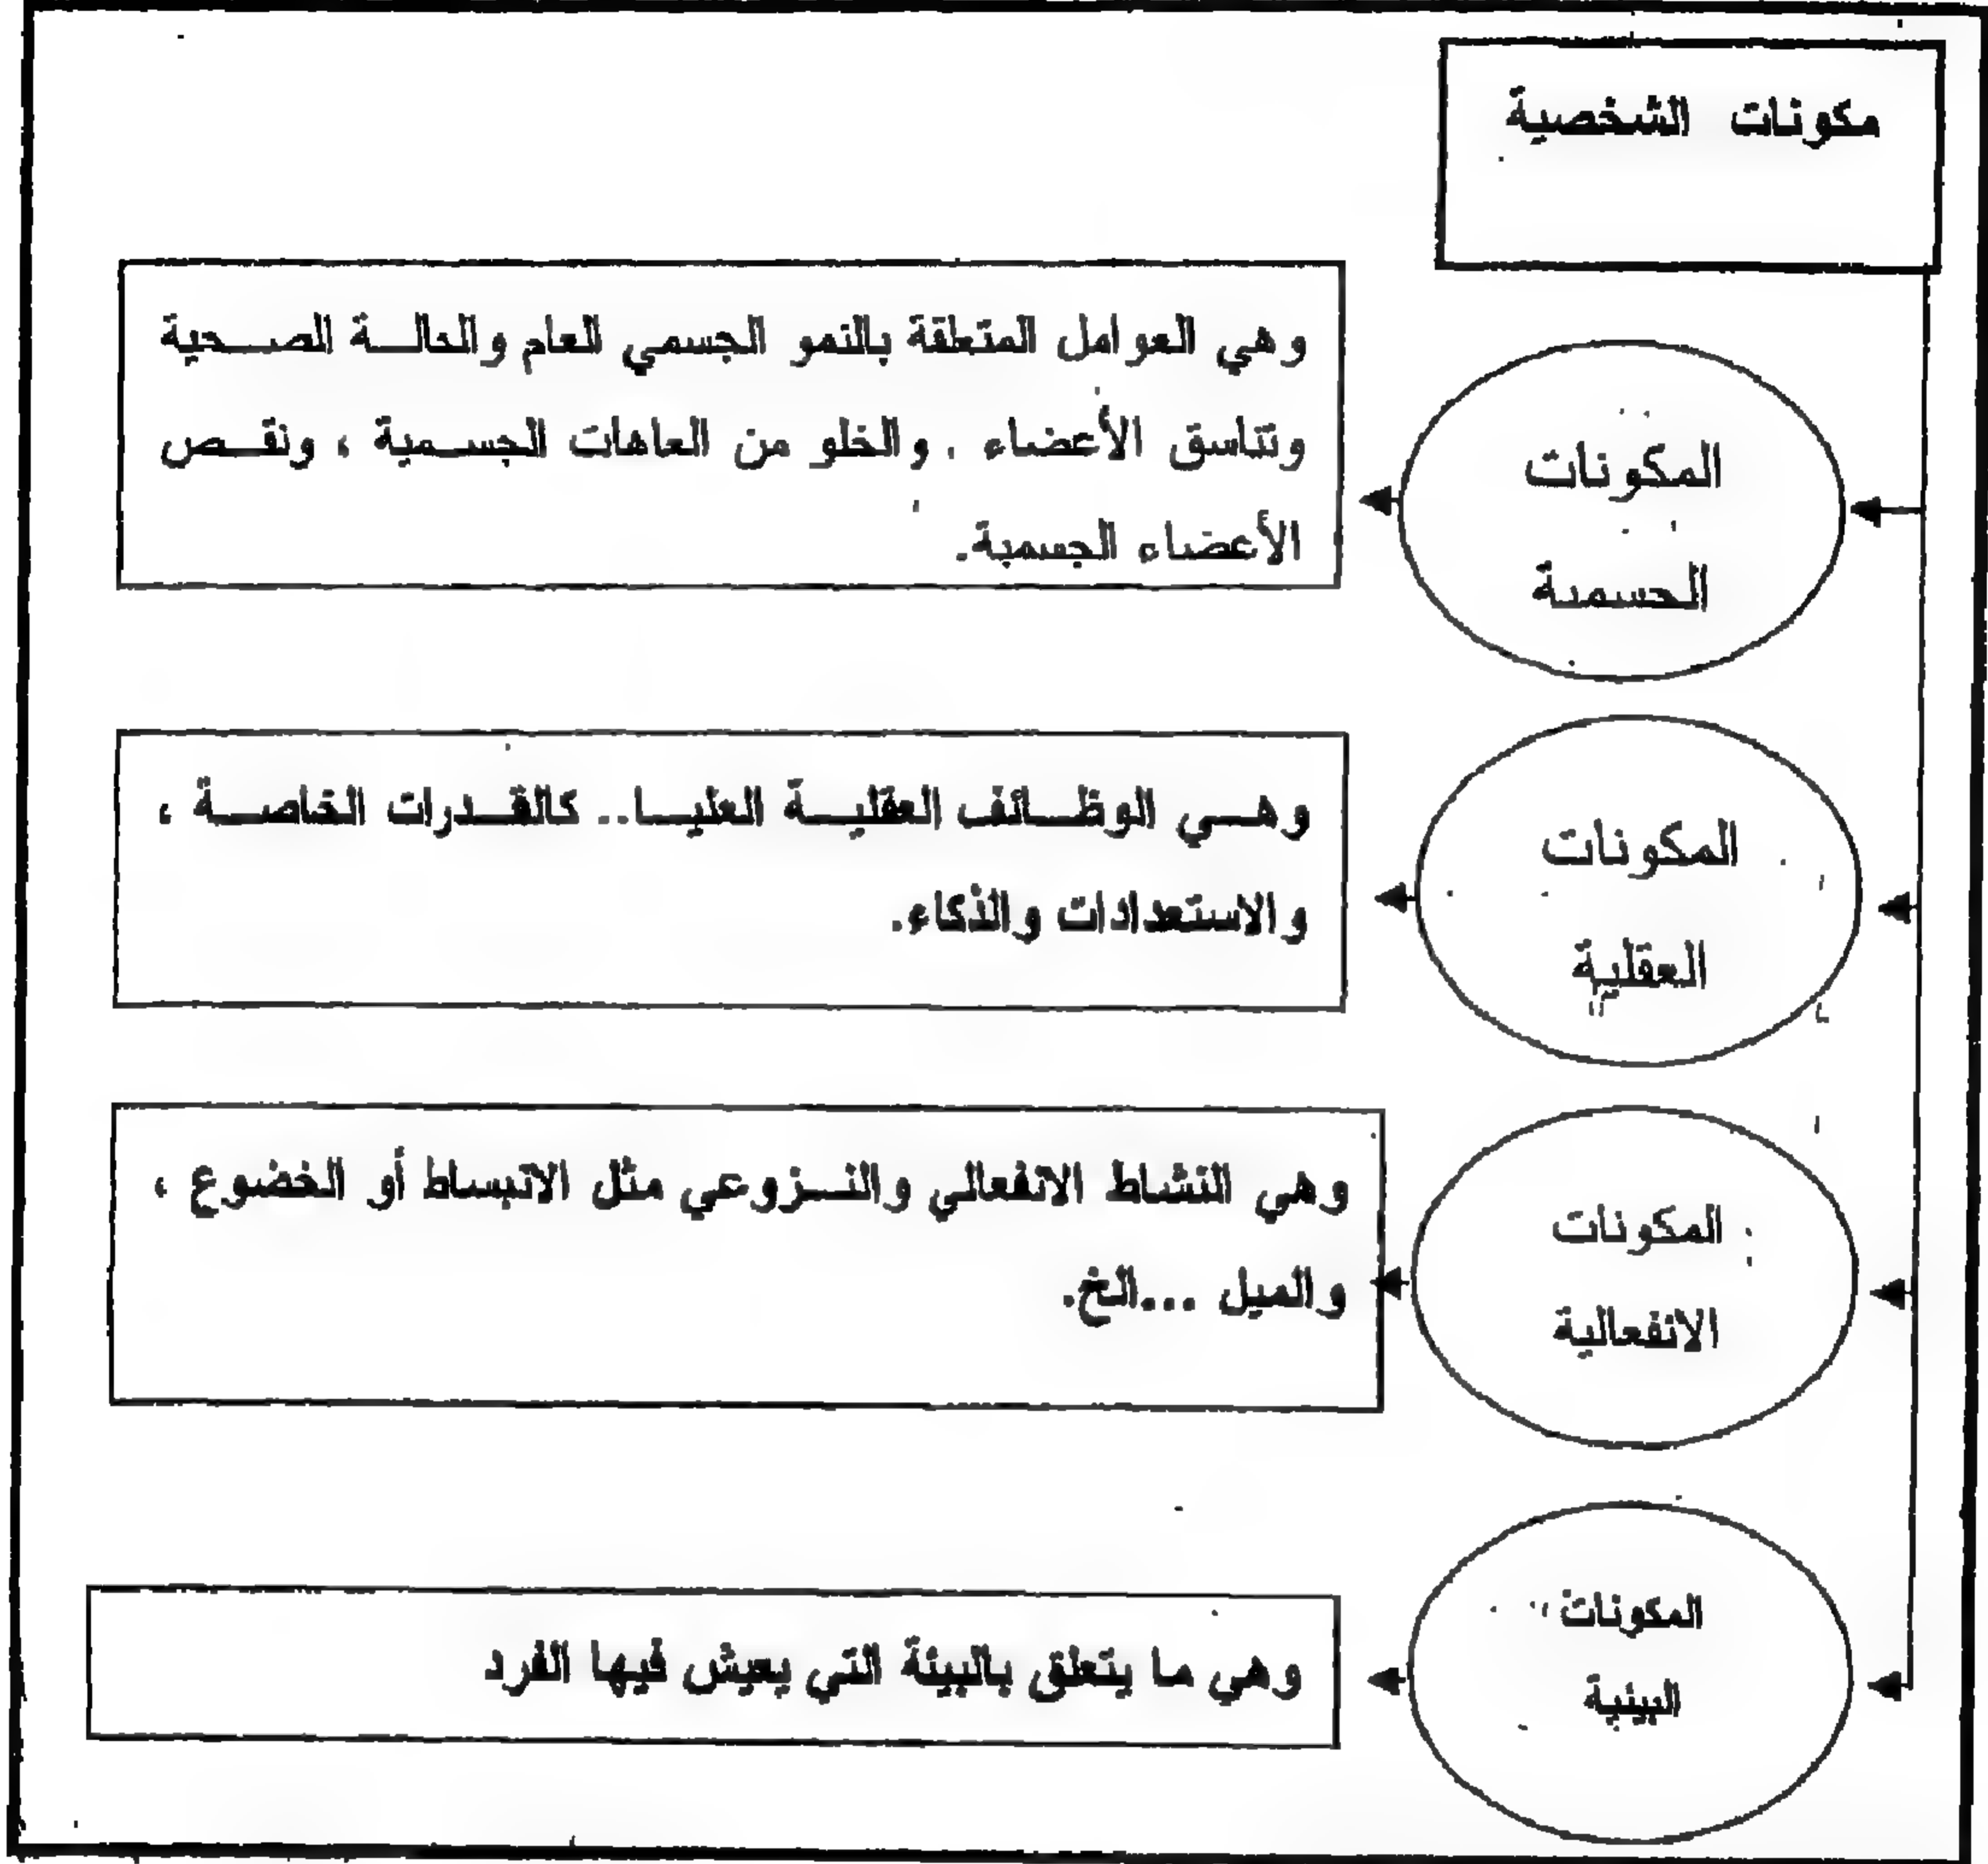 مكونات الشخصية
المكونات
الجسمية
وهي العوامل المتعلقة بالنمو الجسمي العام والحالة الصحية
وتناسق الأعضاء ، والخلو من العاهات الجسمية ، ونقص
الأعضاء الجسمية.
المكونات
العقلية
وهي الوظائف العقلية العليا.. كالقدرات الخاصة ،
والاستعدادات والذكاء.
المكونات
الانفعالية
وهي النشاط الانفعالي والنزوعي مثل الانبساط أو الخضوع ،
والميل ...الخ.
المكونات
البيئية
وهي ما يتعلق بالبيئة التي يعيش فيها الفرد